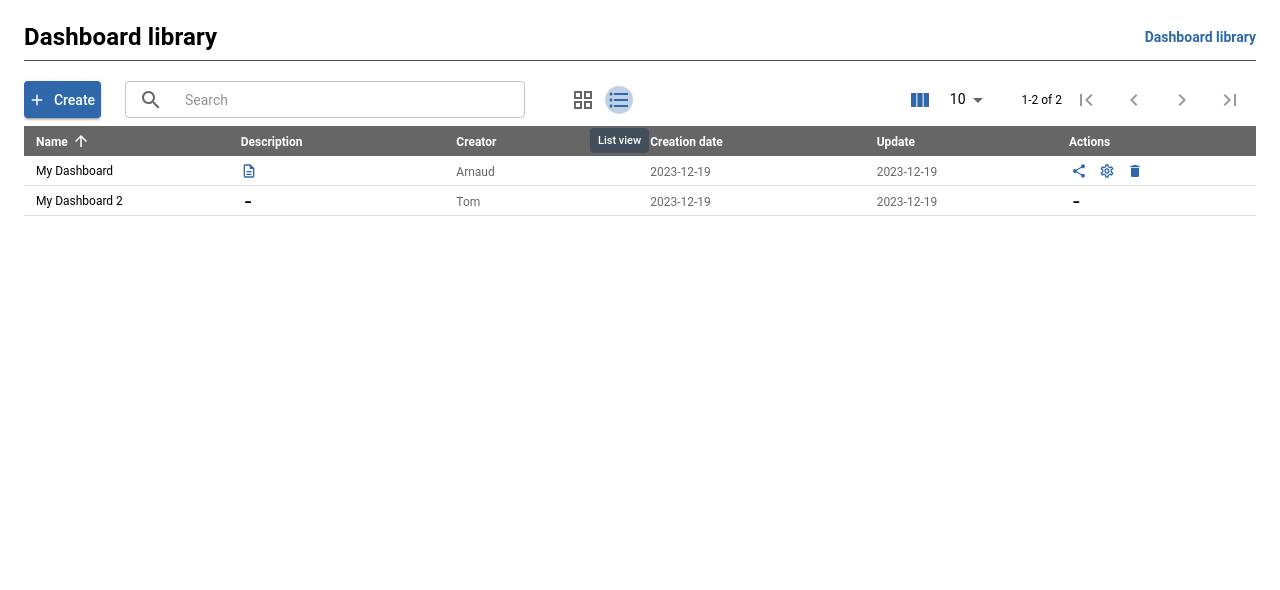 Dashboard library
Dashboard library
Create
Search
10
1-2 of 2
List view
Name Description Creator Creation date Update Actions
My Dashboard Arnaud 2023-12-19 2023-12-19
My Dashboard 2 – Tom 2023-12-19 2023-12-19 –